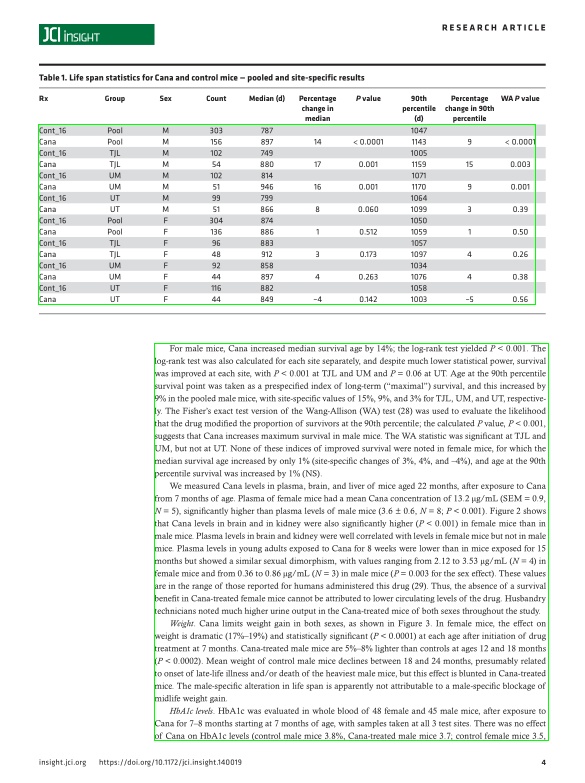 JCI insight
RESEARCH ARTICLE
Table 1. Life span statistics for Cana and control mice – pooled and site-specific results
Rx Group Sex Count Median (d) Percentage change in median P value 90th percentile (d) Percentage change in 90th percentile WA P value
Cont_16 Pool M 303 787 1047
Cana Pool M 156 897 14 < 0.0001 1143 9 < 0.0001
Cont_16 TJL M 102 749 1005
Cana TJL M 54 880 17 0.001 1159 15 0.003
Cont_16 UM M 102 814 1071
Cana UM M 51 946 16 0.001 1170 9 0.001
Cont_16 UT M 99 799 1064
Cana UT M 51 866 8 0.060 1099 3 0.39
Cont_16 Pool F 304 874 1050
Cana Pool F 136 886 1 0.512 1059 1 0.50
Cont_16 TJL F 96 883 1057
Cana TJL F 48 912 3 0.173 1097 4 0.26
Cont_16 UM F 92 858 1034
Cana UM F 44 897 4 0.263 1076 4 0.38
Cont_16 UT F 116 882 1058
Cana UT F 44 849 –4 0.142 1003 –5 0.56
For male mice, Cana increased median survival age by 14%; the log-rank test yielded P < 0.001. The
log-rank test was also calculated for each site separately, and despite much lower statistical power, survival
was improved at each site, with P < 0.001 at TJL and UM and P = 0.06 at UT. Age at the 90th percentile
survival point was taken as a prespecified index of long-term (“maximal”) survival, and this increased by
9% in the pooled male mice, with site-specific values of 15%, 9%, and 3% for TJL, UM, and UT, respective-
ly. The Fisher’s exact test version of the Wang-Allison (WA) test (28) was used to evaluate the likelihood
that the drug modified the proportion of survivors at the 90th percentile; the calculated P value, P < 0.001,
suggests that Cana increases maximum survival in male mice. The WA statistic was significant at TJL and
UM, but not at UT. None of these indices of improved survival were noted in female mice, for which the
median survival age increased by only 1% (site-specific changes of 3%, 4%, and –4%), and age at the 90th
percentile survival was increased by 1% (NS).
We measured Cana levels in plasma, brain, and liver of mice aged 22 months, after exposure to Cana
from 7 months of age. Plasma of female mice had a mean Cana concentration of 13.2 μg/mL (SEM = 0.9,
N = 5), significantly higher than plasma levels of male mice (3.6 ± 0.6, N = 8; P < 0.001). Figure 2 shows
that Cana levels in brain and in kidney were also significantly higher (P < 0.001) in female mice than in
male mice. Plasma levels in brain and kidney were well correlated with levels in female mice but not in male
mice. Plasma levels in young adults exposed to Cana for 8 weeks were lower than in mice exposed for 15
months but showed a similar sexual dimorphism, with values ranging from 2.12 to 3.53 μg/mL (N = 4) in
female mice and from 0.36 to 0.86 μg/mL (N = 3) in male mice (P = 0.003 for the sex effect). These values
are in the range of those reported for humans administered this drug (29). Thus, the absence of a survival
benefit in Cana-treated female mice cannot be attributed to lower circulating levels of the drug. Husbandry
technicians noted much higher urine output in the Cana-treated mice of both sexes throughout the study.
Weight. Cana limits weight gain in both sexes, as shown in Figure 3. In female mice, the effect on
weight is dramatic (17%–19%) and statistically significant (P < 0.0001) at each age after initiation of drug
treatment at 7 months. Cana-treated male mice are 5%–8% lighter than controls at ages 12 and 18 months
(P < 0.0002). Mean weight of control male mice declines between 18 and 24 months, presumably related
to onset of late-life illness and/or death of the heaviest male mice, but this effect is blunted in Cana-treated
mice. The male-specific alteration in life span is apparently not attributable to a male-specific blockage of
midlife weight gain.
HbA1c levels. HbA1c was evaluated in whole blood of 48 female and 45 male mice, after exposure to
Cana for 7–8 months starting at 7 months of age, with samples taken at all 3 test sites. There was no effect
of Cana on HbA1c levels (control male mice 3.8%, Cana-treated male mice 3.7; control female mice 3.5,
insight.jci.org https://doi.org/10.1172/jci.insight.140019 4